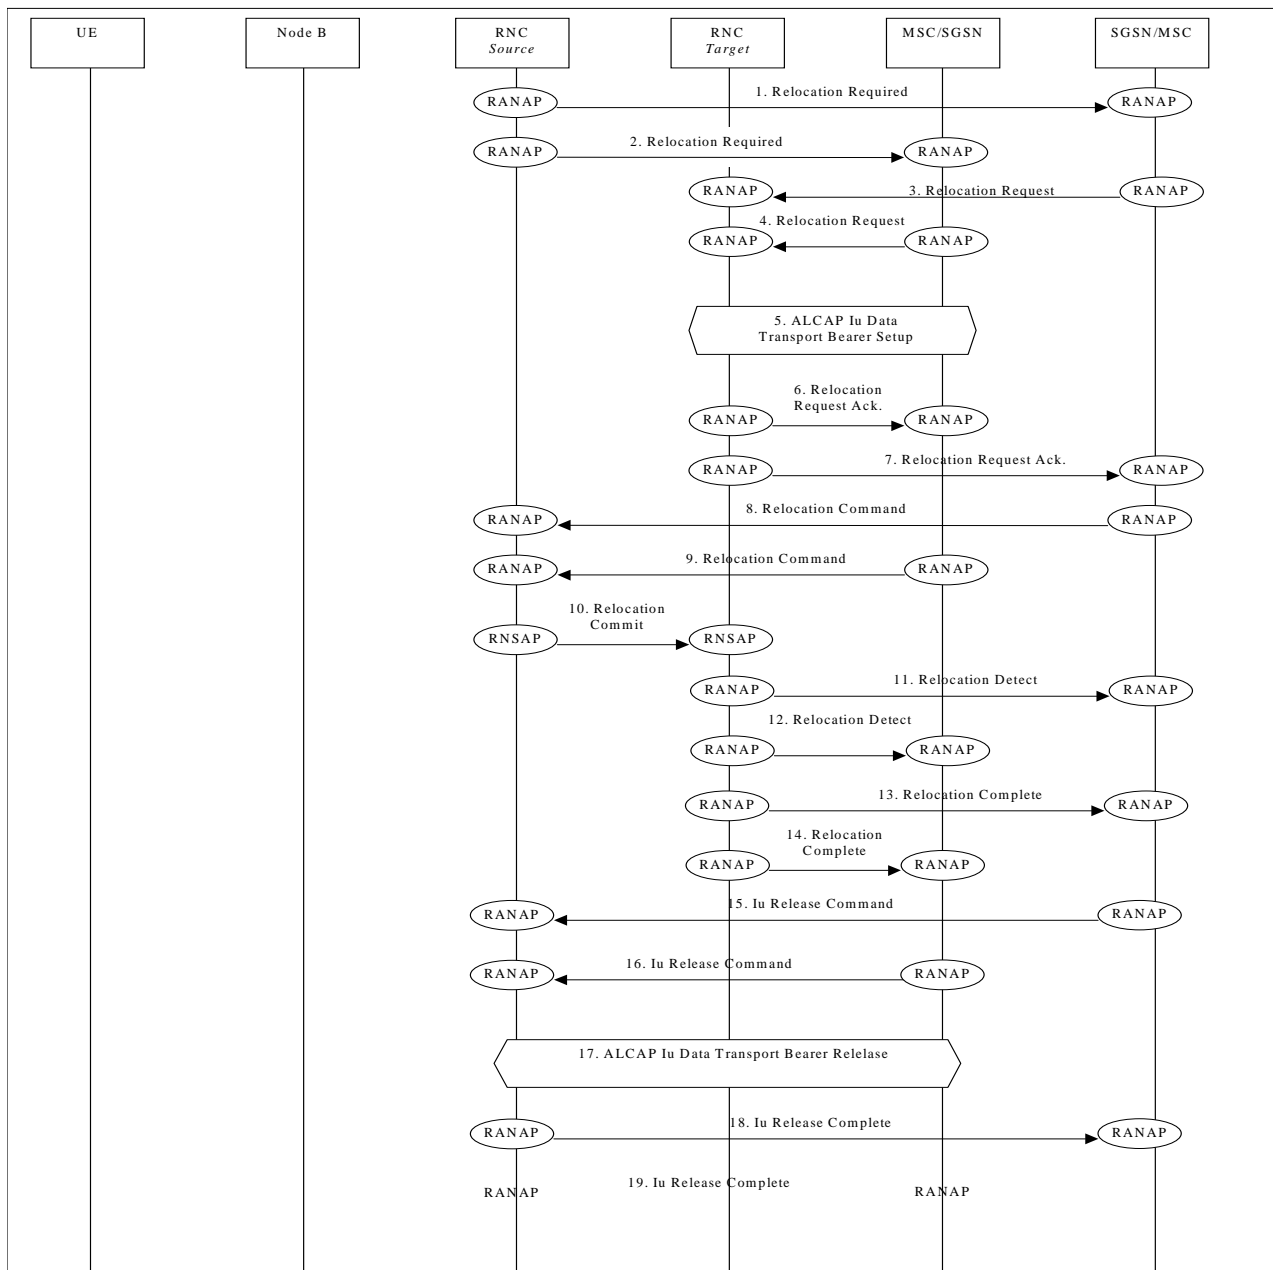 UE
Node B
RNC
Source
RNC
Target
MSC/SGSN
SGSN/MSC
RANAP
1. Relocation Required
RANAP
RANAP
2. Relocation Required
RANAP
RANAP
3. Relocation Request
RANAP
RANAP
4. Relocation Request
RANAP
5. ALCAP Iu Data
Transport Bearer Setup
6. Relocation
Request Ack.
RANAP
RANAP
RANAP
7. Relocation Request Ack.
RANAP
RANAP
8. Relocation Command
RANAP
RANAP
9. Relocation Command
RANAP
10. Relocation
Commit
RNSAP
RNSAP
RANAP
11. Relocation Detect
RANAP
12. Relocation Detect
RANAP
RANAP
RANAP
13. Relocation Complete
RANAP
14. Relocation
Complete
RANAP
RANAP
RANAP
15. Iu Release Command
RANAP
RANAP
16. Iu Release Command
RANAP
17. ALCAP Iu Data Transport Bearer Relelase
RANAP
18. Iu Release Complete
RANAP
RANAP
19. Iu Release Complete
RANAP